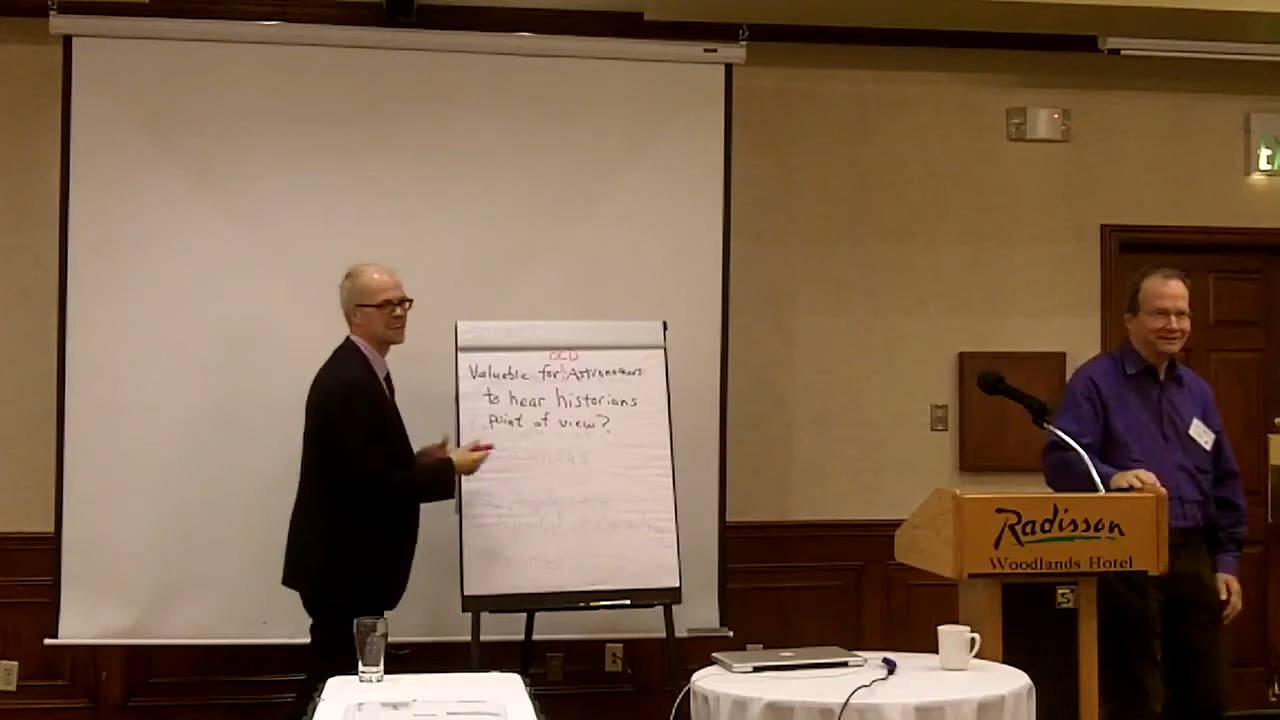 OLD
Valuable for Astronomers
to hear historians
point of view?
Radisson
Woodlands Hotel